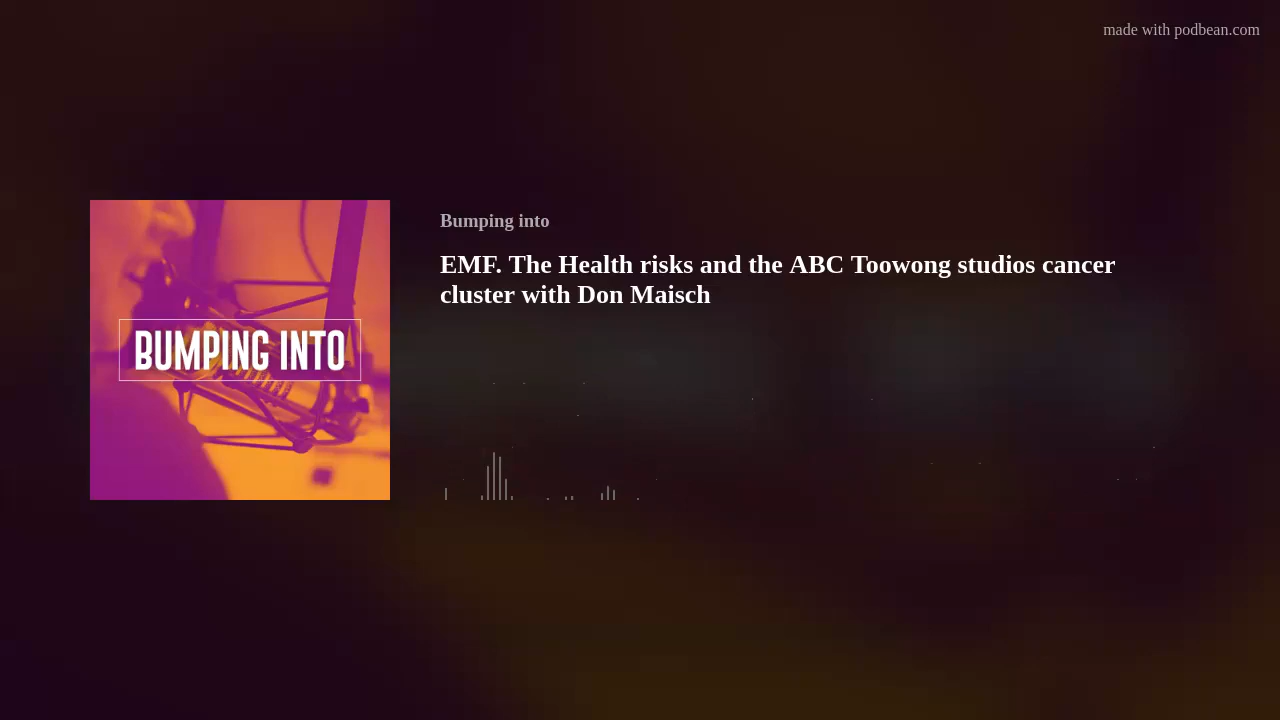 made with podbean.com
BUMPING INTO
Bumping into
EMF. The Health risks and the ABC Toowong studios cancer
cluster with Don Maisch